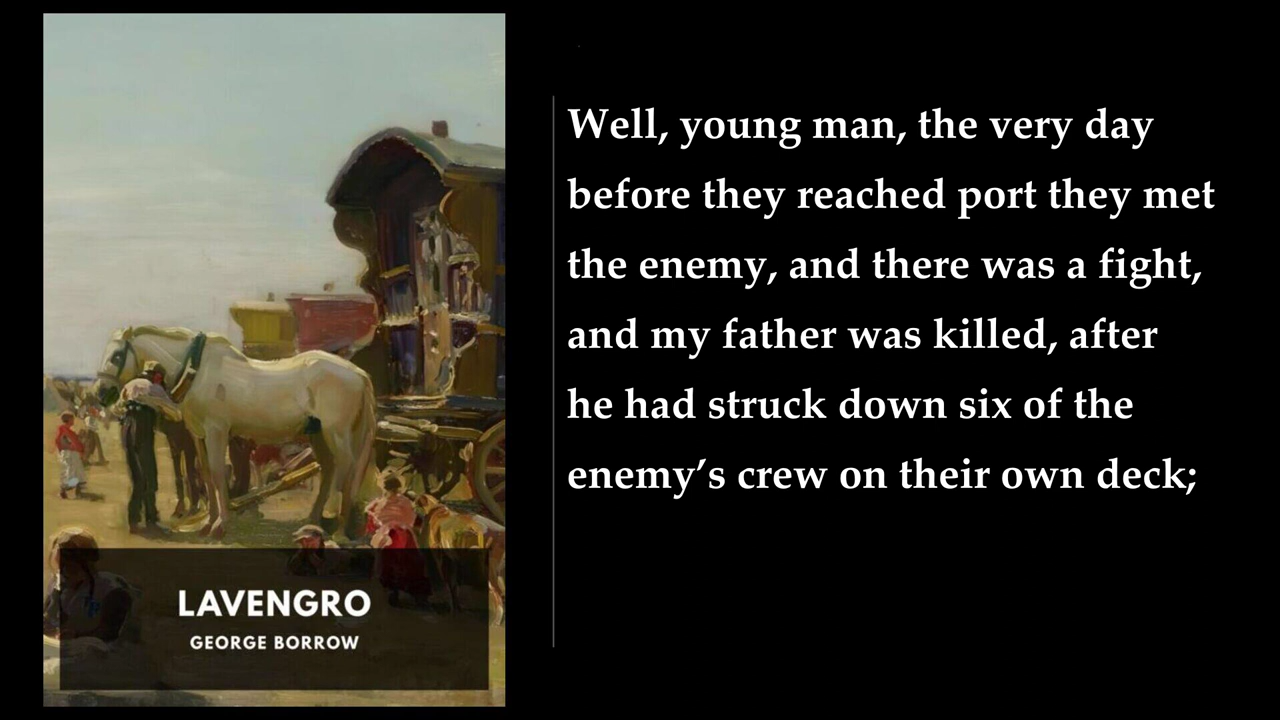 LAVENGRO
GEORGE BORROW
Well, young man, the very day
before they reached port they met
the enemy, and there was a fight,
and my father was killed, after
he had struck down six of the
enemy’s crew on their own deck;